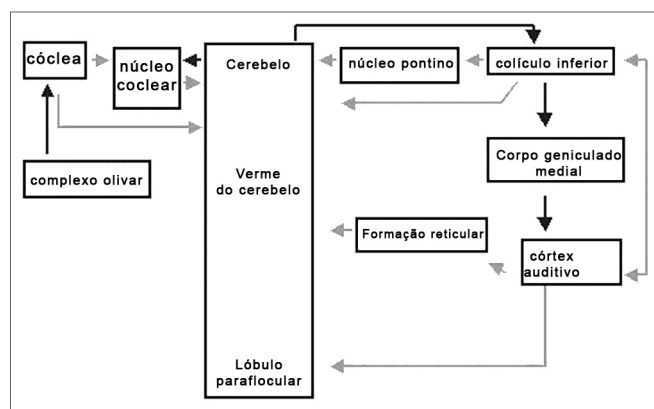 cóclea
núcleo
coclear
Cerebelo
núcleo pontino
colículo inferior
complexo olivar
Verme
do cerebelo
Corpo geniculado
medial
Formação reticular
córtex
auditivo
Lóbulo
paraflocular